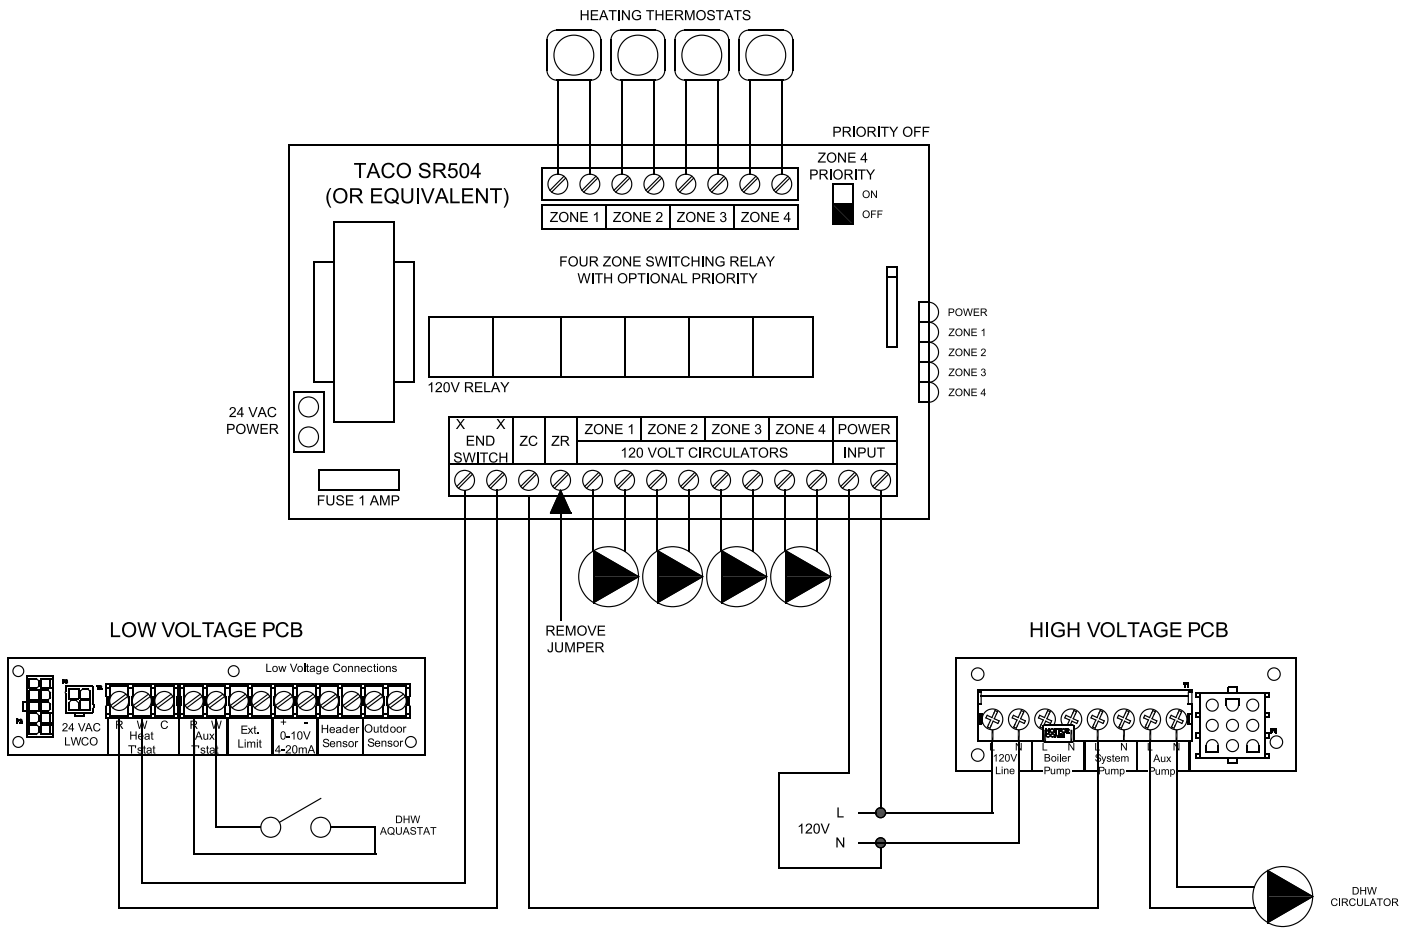 HEATING THERMOSTATS
PRIORITY OFF
TACO SR504
(OR EQUIVALENT)
ZONE 4
PRIORITY
ON
OFF
ZONE 1 ZONE 2 ZONE 3 ZONE 4
FOUR ZONE SWITCHING RELAY
WITH OPTIONAL PRIORITY
POWER
ZONE 1
ZONE 2
ZONE 3
ZONE 4
120V RELAY
24 VAC
POWER
FUSE 1 AMP
X X
END
SWITCH
ZC
ZR
ZONE 1 ZONE 2 ZONE 3 ZONE 4 POWER
120 VOLT CIRCULATORS INPUT
REMOVE
JUMPER
LOW VOLTAGE PCB
Low Voltage Connections
24 VAC
LWCO
R W C
Heat
T'stat
R W
Aux
T'stat
Ext.
Limit
+ -
0-10V
4-20mA
Header
Sensor
Outdoor
Sensor
DHW
AQUASTAT
HIGH VOLTAGE PCB
L N L N L N L N
120V
Line
Boiler
Pump
System
Pump
Aux
Pump
L
120V
N
DHW
CIRCULATOR